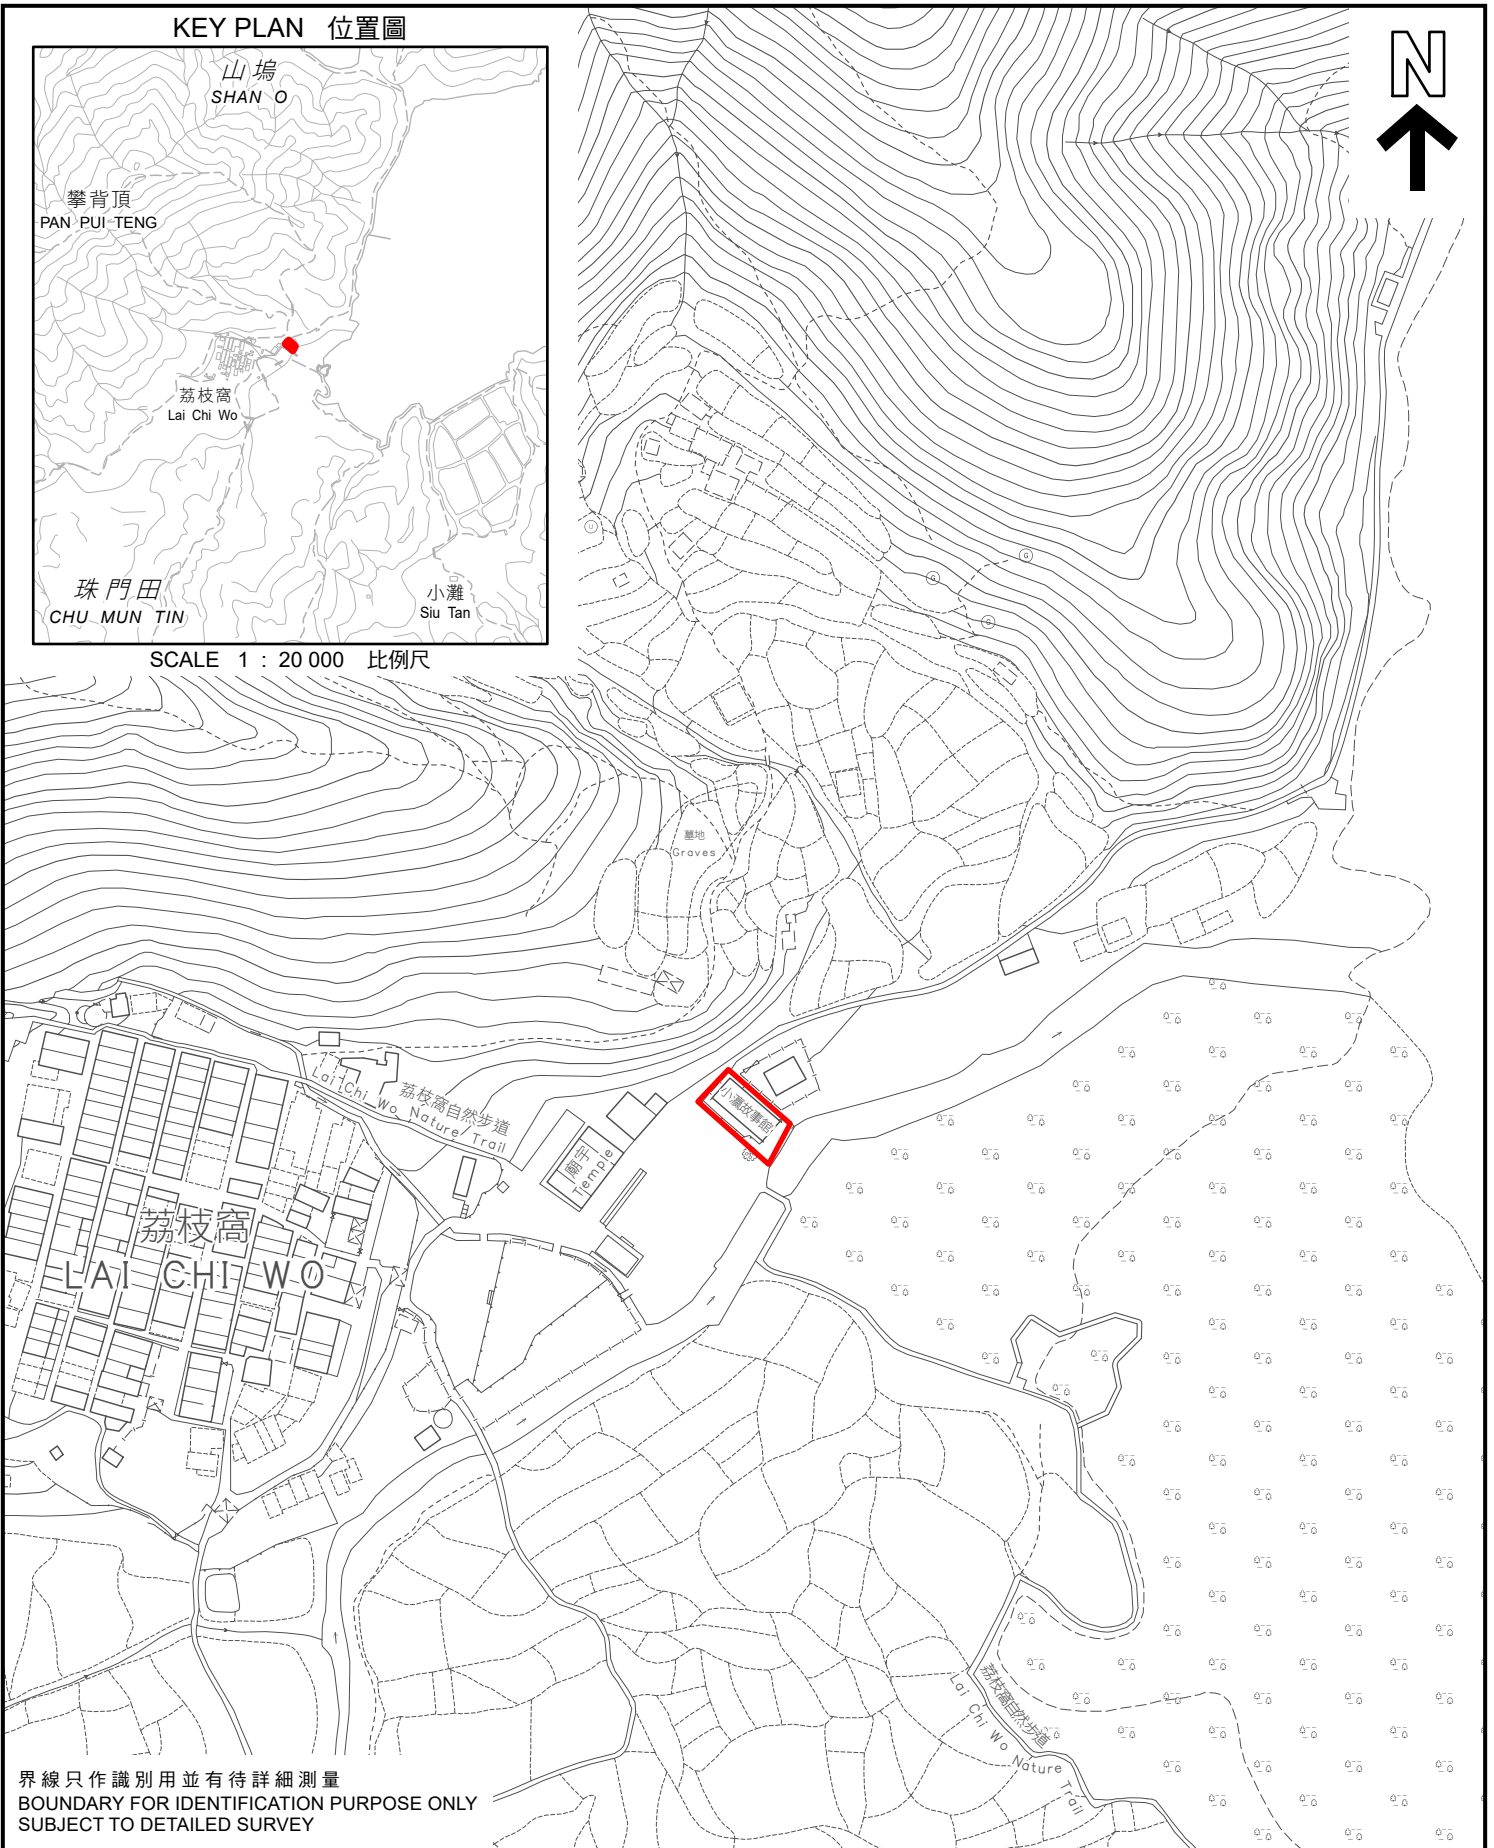 KEY PLAN 位置圖
山塢
SHAN O
攀背頂
PAN PUI TENG
荔枝窩
Lai Chi Wo
珠門田
CHU MUN TIN
小灘
Siu Tan
SCALE 1 : 20 000 比例尺
N
U
G
G
G
墓地
Graves
荔枝窩自然步道
Lai Chi Wo Nature Trail
小瀛故事館
廟宇
Temple
荔枝窩
LAI CHI WO
荔枝窩自然步道
Lai Chi Wo Nature Trail
界線只作識別用並有待詳細測量
BOUNDARY FOR IDENTIFICATION PURPOSE ONLY
SUBJECT TO DETAILED SURVEY